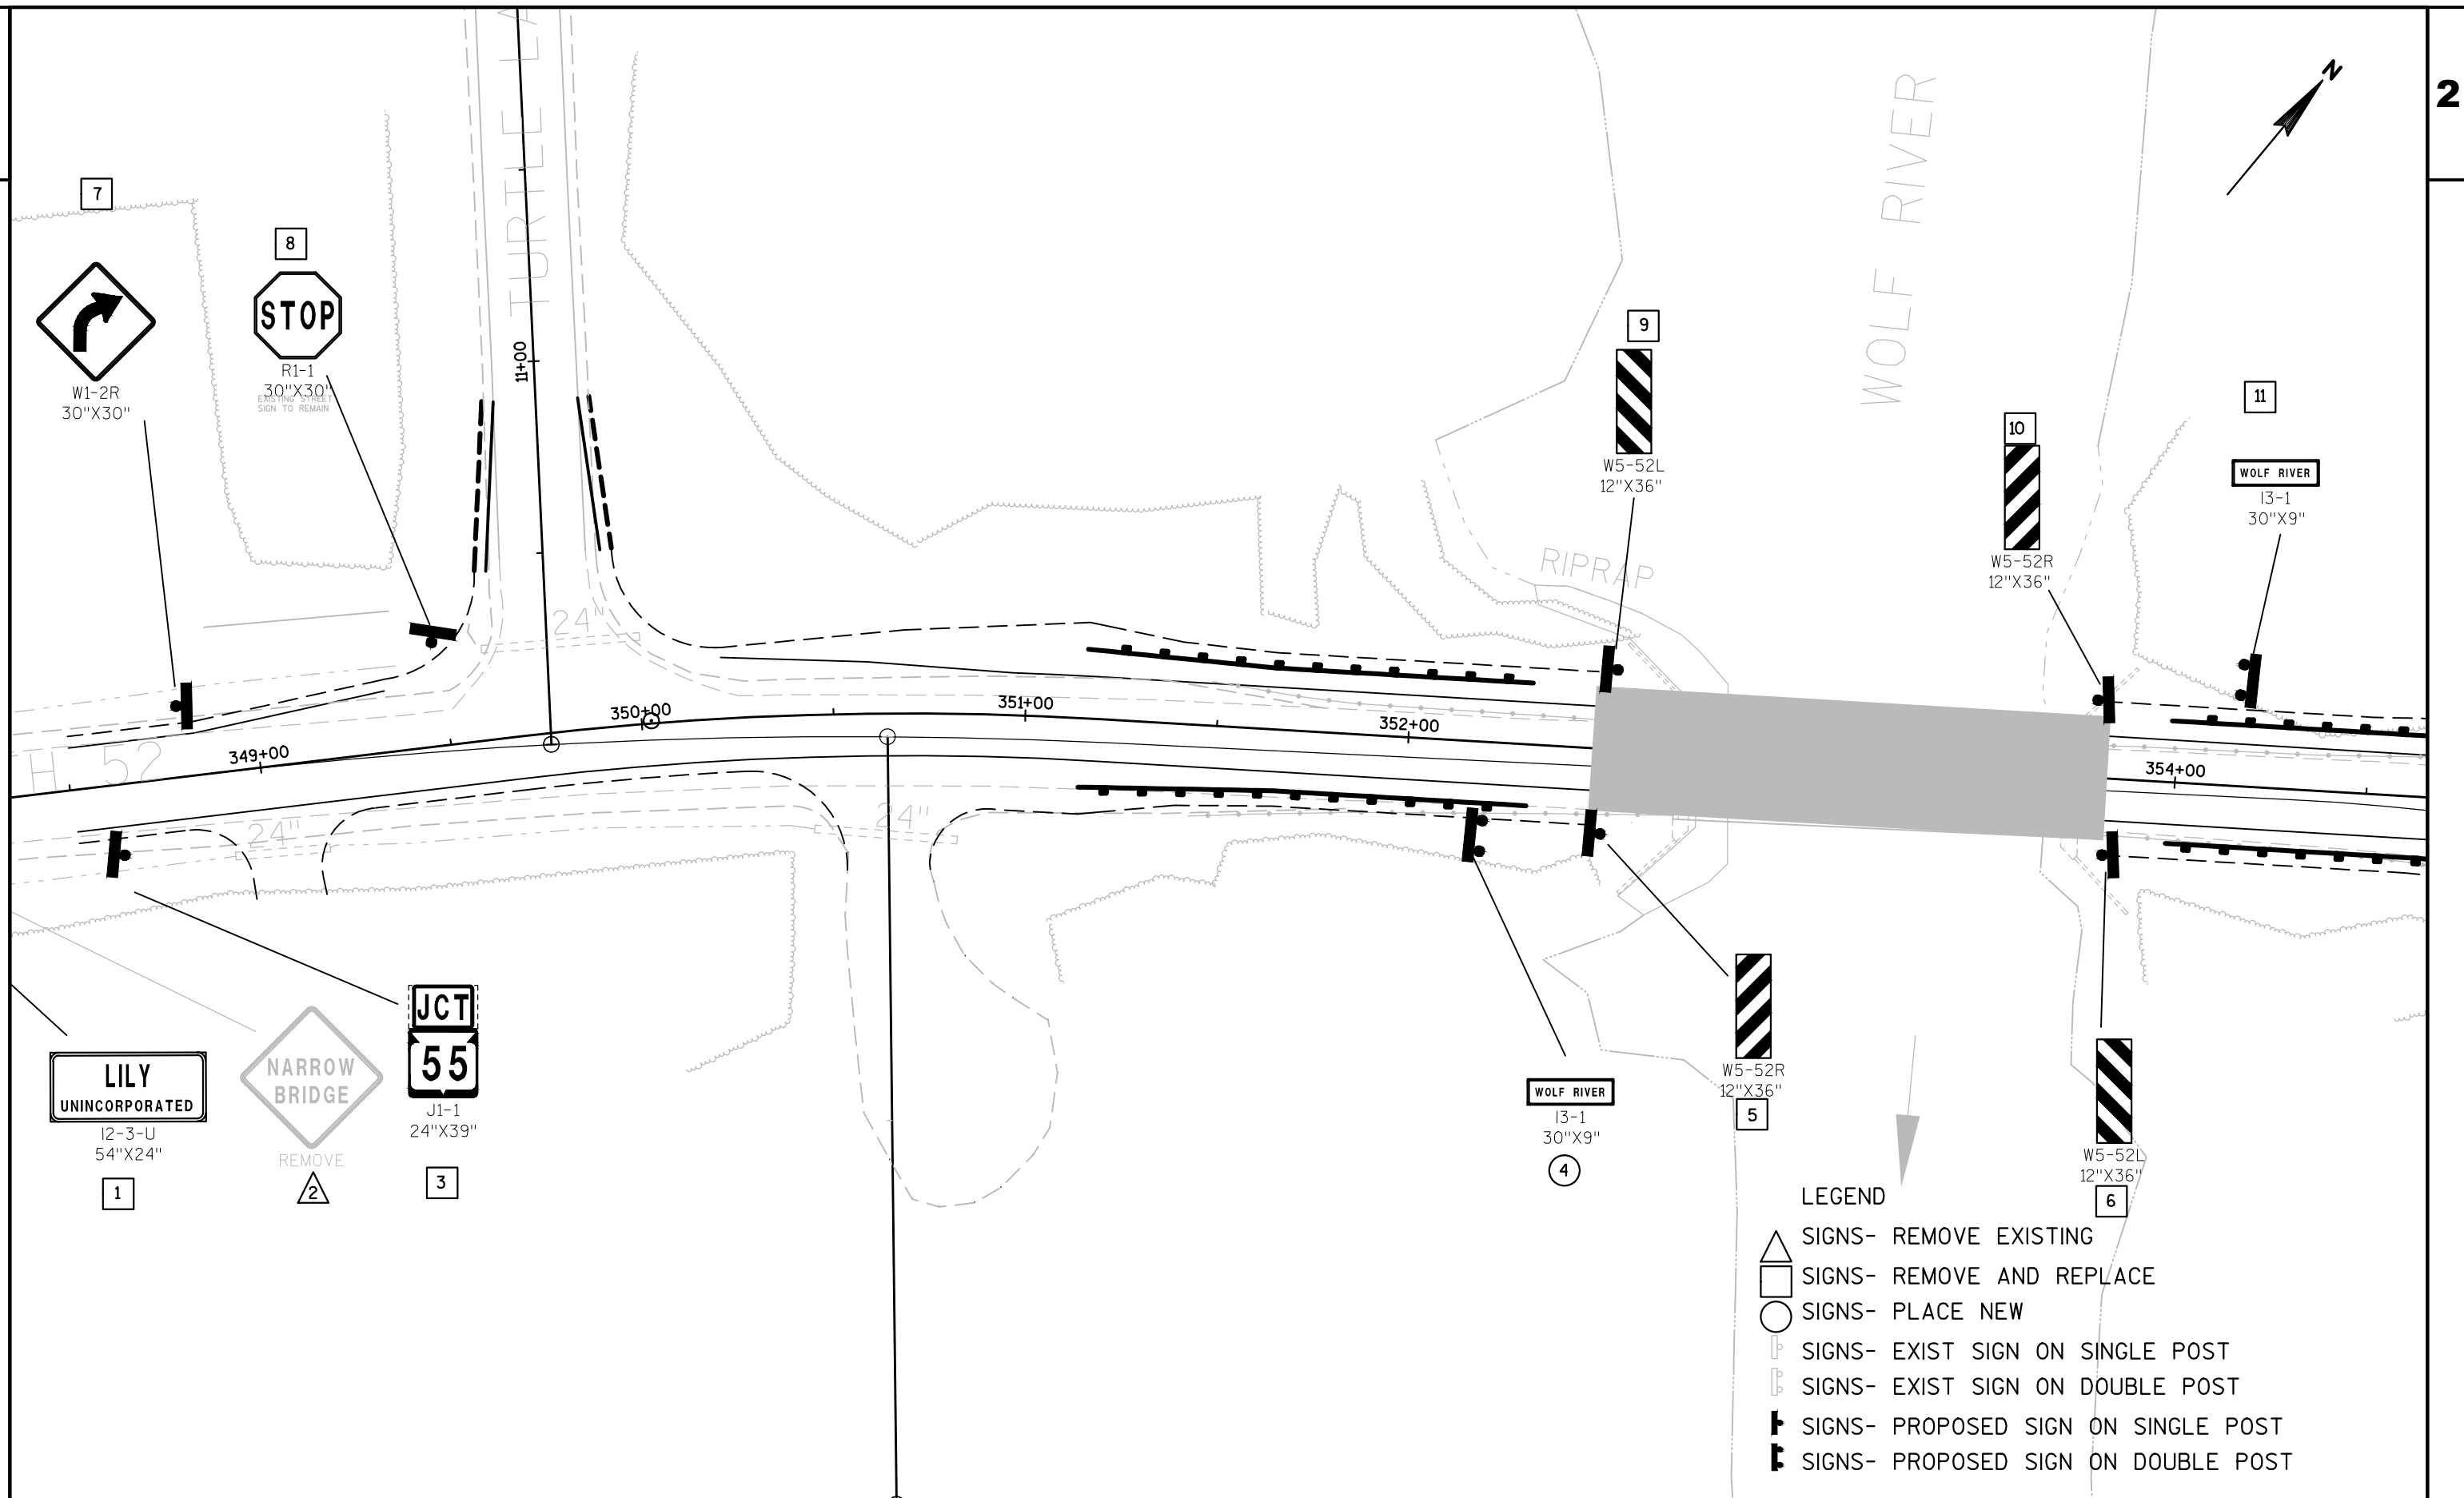 2
N
TURTLE LA
WOLF RIVER
7
W1-2R
30"X30"
8
STOP
R1-1
30"X30"
EXISTING STREET
SIGN TO REMAIN
11+00
9
W5-52L
12"X36"
10
W5-52R
12"X36"
11
WOLF RIVER
I3-1
30"X9"
RIPRAP
24"
H 52
349+00
350+00
351+00
352+00
354+00
24"
24"
LILY
UNINCORPORATED
I2-3-U
54"X24"
1
NARROW
BRIDGE
REMOVE
2
JCT
55
J1-1
24"X39"
3
WOLF RIVER
I3-1
30"X9"
4
W5-52R
12"X36"
5
W5-52L
12"X36"
6
LEGEND
SIGNS- REMOVE EXISTING
SIGNS- REMOVE AND REPLACE
SIGNS- PLACE NEW
SIGNS- EXIST SIGN ON SINGLE POST
SIGNS- EXIST SIGN ON DOUBLE POST
SIGNS- PROPOSED SIGN ON SINGLE POST
SIGNS- PROPOSED SIGN ON DOUBLE POST